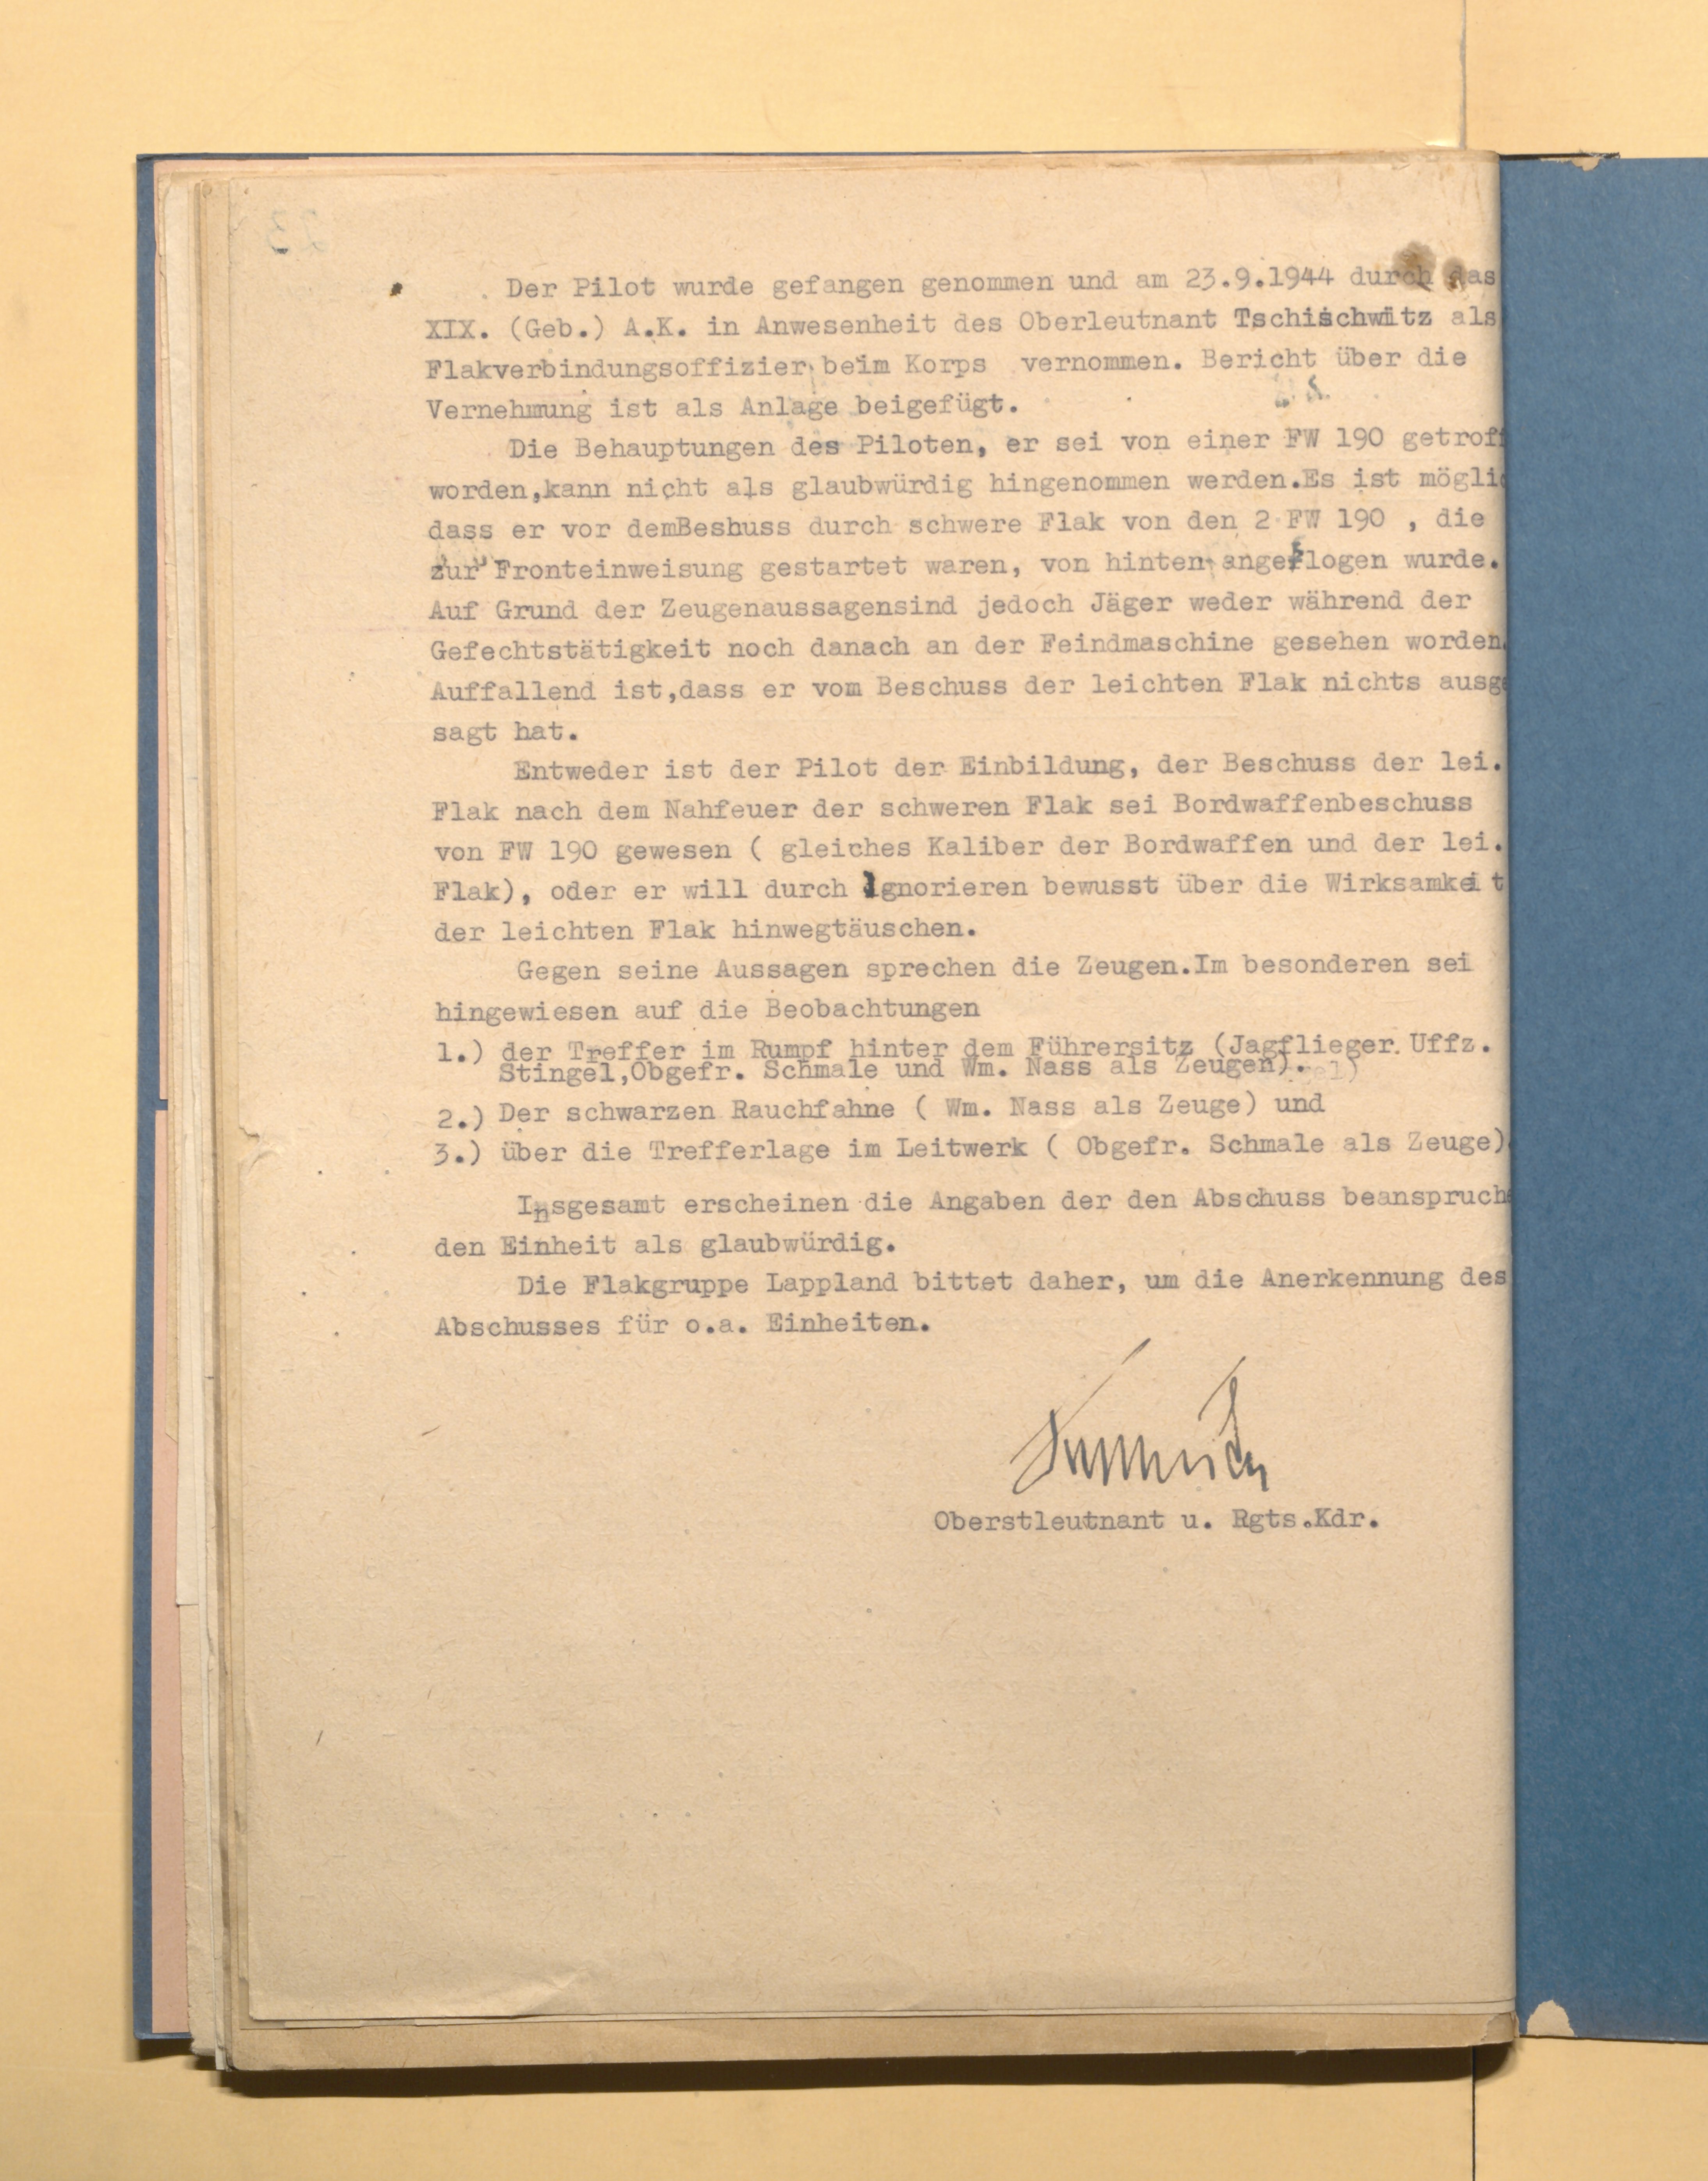 Der Pilot wurde gefangen genommen und am 23.9.1944 durch das
XIX. (Geb.) A.K. in Anwesenheit des Oberleutnant Tschischwitz als
Flakverbindungsoffizier beim Korps vernommen. Bericht über die
Vernehmung ist als Anlage beigefügt.
Die Behauptungen des Piloten, er sei von einer FW 190 getrof
worden,kann nicht als glaubwürdig hingenommen werden.Es ist mögli
dass er vor demBeshuss durch schwere Flak von den 2 FW 190 , die
zur Fronteinweisung gestartet waren, von hinten angeflogen wurde.
Auf Grund der Zeugenaussagensind jedoch Jäger weder während der
Gefechtstätigkeit noch danach an der Feindmaschine gesehen worden.
Auffallend ist,dass er vom Beschuss der leichten Flak nichts ausg
sagt hat.
Entweder ist der Pilot der Einbildung, der Beschuss der lei.
Flak nach dem Nahfeuer der schweren Flak sei Bordwaffenbeschuss
von FW 190 gewesen ( gleiches Kaliber der Bordwaffen und der lei.
Flak), oder er will durch Ignorieren bewusst über die Wirksamkeit
der leichten Flak hinwegtäuschen.
Gegen seine Aussagen sprechen die Zeugen.Im besonderen sei
hingewiesen auf die Beobachtungen
1.) der Treffer im Rumpf hinter dem Führersitz (Jagflieger Uffz.
Stingel,Obgefr. Schmale und Wm. Nass als Zeugen).
2.) Der schwarzen Rauchfahne ( Wm. Nass als Zeuge) und
3.) über die Trefferlage im Leitwerk ( Obgefr. Schmale als Zeuge)
Insgesamt erscheinen die Angaben der den Abschuss beanspruch
den Einheit als glaubwürdig.
Die Flakgruppe Lappland bittet daher, um die Anerkennung des
Abschusses für o.a. Einheiten.
Oberstleutnant u. Rgts.Kdr.